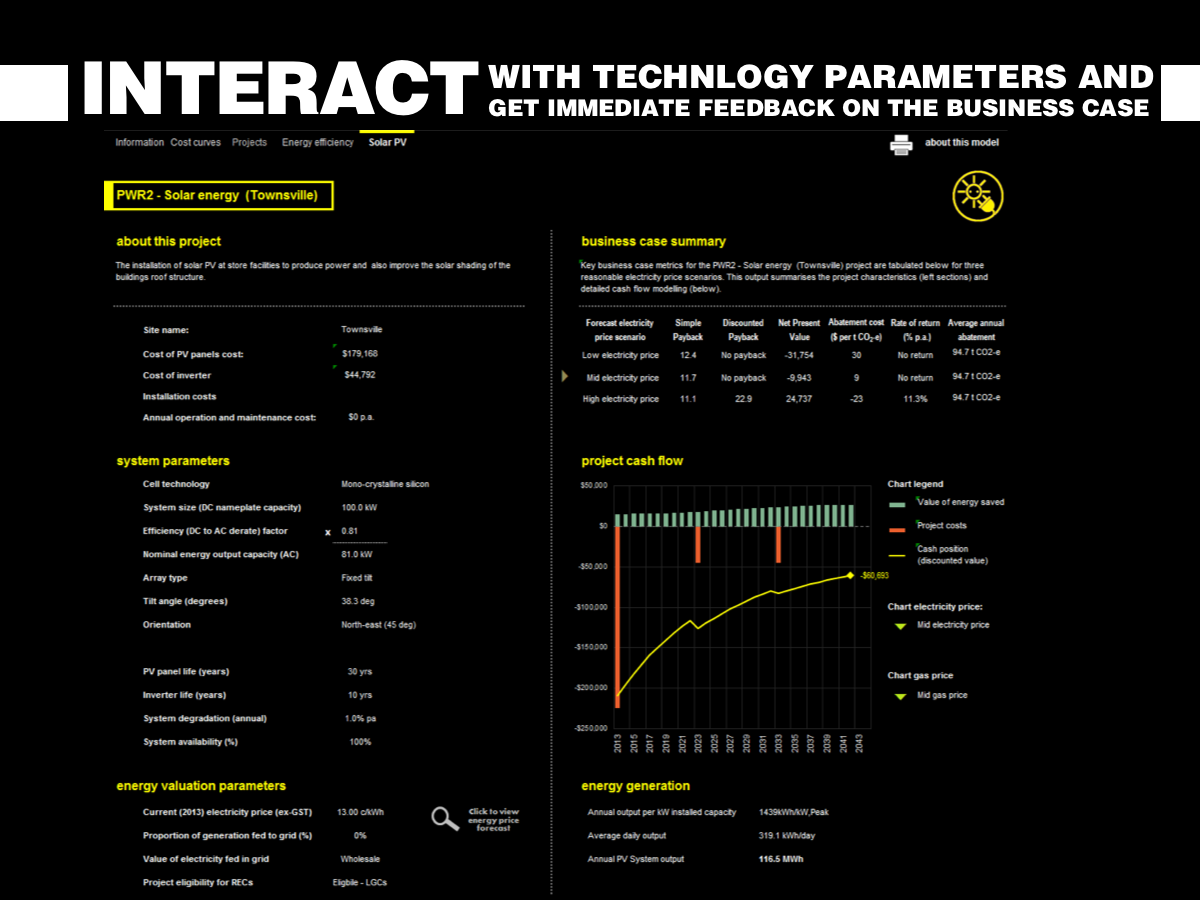 INTERACT WITH TECHNLOGY PARAMETERS AND
GET IMMEDIATE FEEDBACK ON THE BUSINESS CASE
Information Cost curves Projects Energy efficiency Solar PV about this model
PWR2 - Solar energy (Townsville)
about this project
The installation of solar PV at store facilities to produce power and also improve the solar shading of the
buildings roof structure.
Site name: Townsville
Cost of PV panels cost: $179,168
Cost of inverter $44,792
Installation costs
Annual operation and maintenance cost: $0 p.a.
system parameters
Cell technology Mono-crystalline silicon
System size (DC nameplate capacity) 100.0 kW
Efficiency (DC to AC derate) factor x 0.81
Nominal energy output capacity (AC) 81.0 kW
Array type Fixed tilt
Tilt angle (degrees) 38.3 deg
Orientation North-east (45 deg)
PV panel life (years) 30 yrs
Inverter life (years) 10 yrs
System degradation (annual) 1.0% pa
System availability (%) 100%
energy valuation parameters
Current (2013) electricity price (ex-GST) 13.00 c/kWh
Proportion of generation fed to grid (%) 0%
Value of electricity fed in grid Wholesale
Project eligibility for RECs Eligbile - LGCs
Click to view
energy price
forecast
business case summary
Key business case metrics for the PWR2 - Solar energy (Townsville) project are tabulated below for three
reasonable electricity price scenarios. This output summarises the project characteristics (left sections) and
detailed cash flow modelling (below).
Forecast electricity Simple Discounted Net Present Abatement cost Rate of return Average annual
price scenario Payback Payback Value ($ per t CO2-e) (% p.a.) abatement
Low electricity price 12.4 No payback -31,754 30 No return 94.7 t CO2-e
Mid electricity price 11.7 No payback -9,943 9 No return 94.7 t CO2-e
High electricity price 11.1 22.9 24,737 -23 11.3% 94.7 t CO2-e
project cash flow
$50,000
$0
-$50,000
-$100,000
-$150,000
-$200,000
-$250,000
-$60,693
2013 2015 2017 2019 2021 2023 2025 2027 2029 2031 2033 2035 2037 2039 2041 2043
Chart legend
Value of energy saved
Project costs
Cash position
(discounted value)
Chart electricity price:
Mid electricity price
Chart gas price
Mid gas price
energy generation
Annual output per kW installed capacity 1439kWh/kW,Peak
Average daily output 319.1 kWh/day
Annual PV System output 116.5 MWh